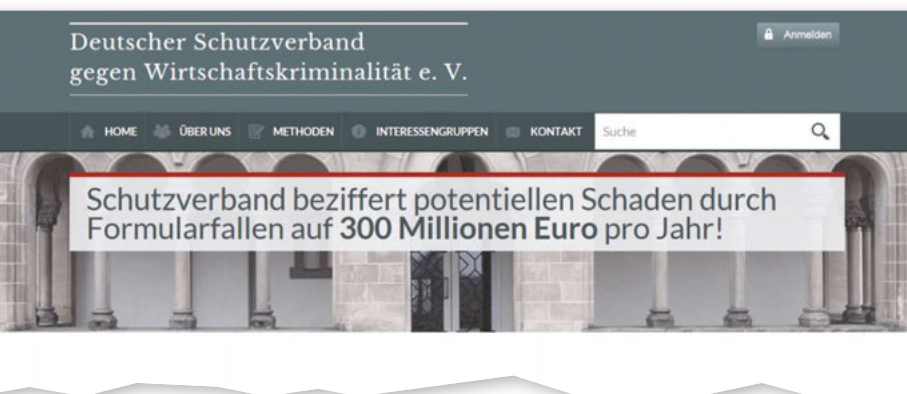 Deutscher Schutzverband
gegen Wirtschaftskriminalität e. V.
Anmelden
HOME ÜBER UNS METHODEN INTERESSENGRUPPEN KONTAKT Suche
Schutzverband beziffert potentiellen Schaden durch
Formularfallen auf 300 Millionen Euro pro Jahr!